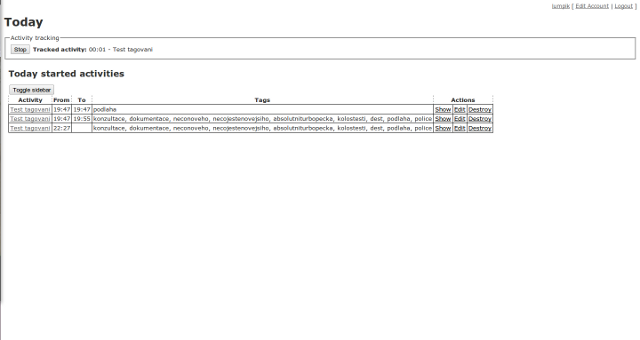 lumpik [ Edit Account | Logout ]
Today
Activity tracking
Stop Tracked activity: 00:01 - Test tagovani
Today started activities
Toggle sidebar
Activity From To Tags Actions
Test tagovani 19:47 19:47 podlaha Show Edit Destroy
Test tagovani 19:47 19:55 konzultace, dokumentace, neconoveho, necojestenovejsiho, absolutniturbopecka, kolostesti, dest, podlaha, police Show Edit Destroy
Test tagovani 22:27 konzultace, dokumentace, neconoveho, necojestenovejsiho, absolutniturbopecka, kolostesti, dest, podlaha, police Show Edit Destroy